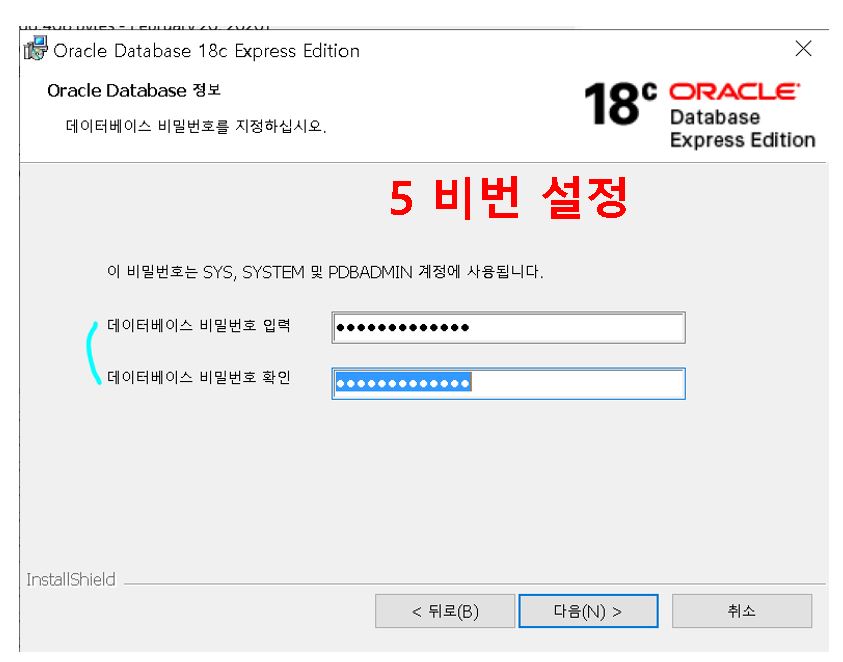 Oracle Database 18c Express Edition
Oracle Database 정보
데이터베이스 비밀번호를 지정하십시오.
18c ORACLE
Database
Express Edition
5 비번 설정
이 비밀번호는 SYS, SYSTEM 및 PDBADMIN 계정에 사용됩니다.
데이터베이스 비밀번호 입력
데이터베이스 비밀번호 확인
InstallShield
< 뒤로(B)
다음(N) >
취소